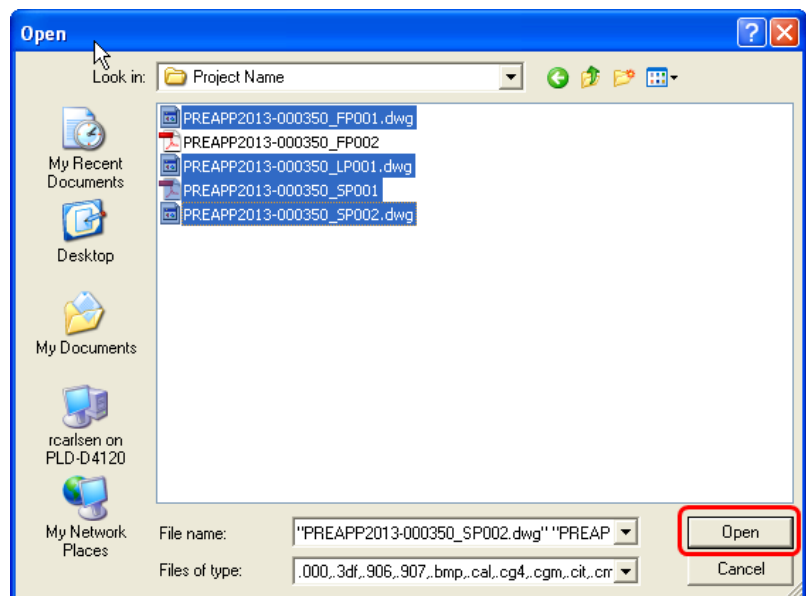 Open
Look in: Project Name
PREAPP2013-000350_FP001.dwg
PREAPP2013-000350_FP002
PREAPP2013-000350_LP001.dwg
PREAPP2013-000350_SP001
PREAPP2013-000350_SP002.dwg
My Recent
Documents
Desktop
My Documents
rcarlsen on
PLD-D4120
My Network
Places
File name: "PREAPP2013-000350_SP002.dwg" "PREAP
Open
Files of type: .000,.3df,.906,.907,.bmp,.cal,.cg4,.cgm,.cit,.cm
Cancel